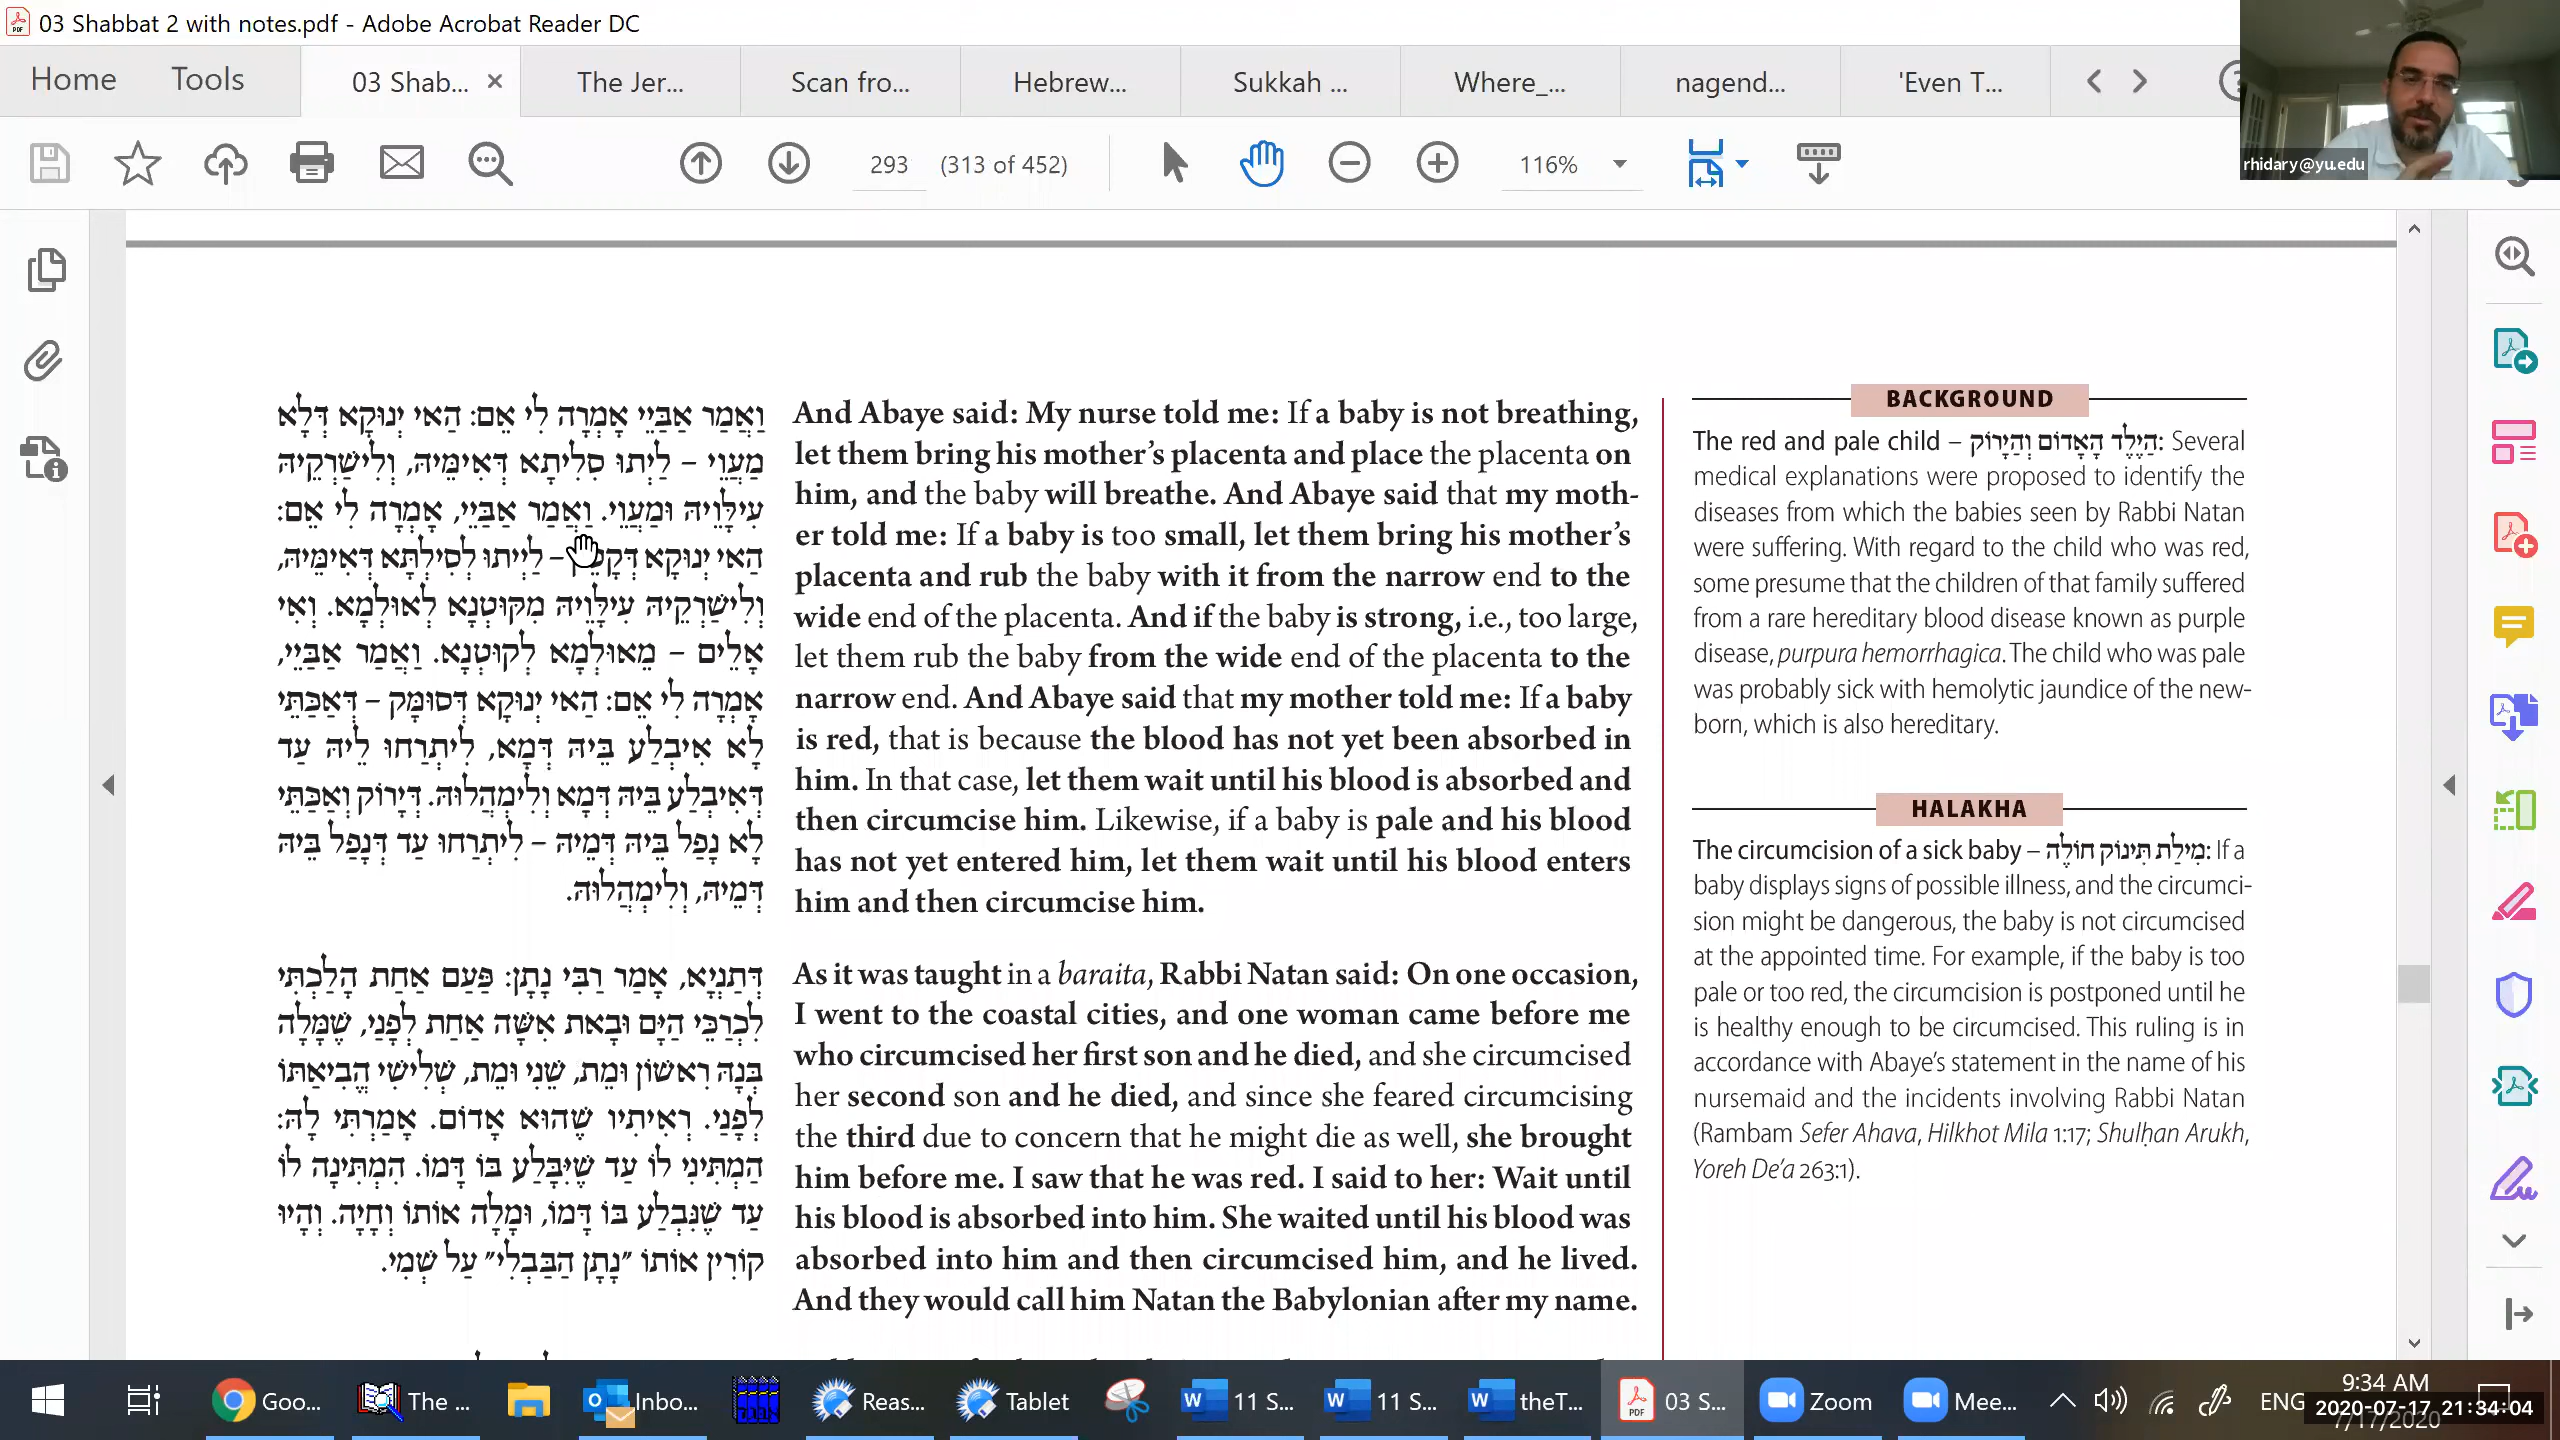 03 Shabbat 2 with notes.pdf - Adobe Acrobat Reader DC
Home
Tools
03 Shab...
The Jer...
Scan fro...
Hebrew...
Sukkah ...
Where_...
nagend...
'Even T...
293
(313 of 452)
116%
rhidary@yu.edu
וַאֲמַר אַבַּיֵי אָמְרָה לִי אֵם: הַאי יְנוּקָא דְּלָא
מַעֲוֵי – לַיְתוּ סִלִיתָא דְּאִימֵּיהּ, וְלִישַׁרְקֵיהּ
עִילָּוֵיהּ וּמַעֲוֵי. וַאֲמַר אַבַּיֵי, אָמְרָה לִי אֵם:
הַאי יְנוּקָא – לַיְיתוּ לְסִילְתָּא דְּאִימֵּיהּ,
וְלִישַׁרְקֵיהּ עִילָּוֵיהּ מִקּוּטְנָא לְאוּלְמָא. וְאִי
אָלֵים – מֵאוּלְמָא לְקוּטְנָא. וַאֲמַר אַבַּיֵי,
אָמְרָה לִי אֵם: הַאי יְנוּקָא דְּסוּמָּק – דְּאַכַּתֵּי
לָא אִיבְלַע בֵּיהּ דְּמָא, לִיתְרַחוּ לֵיהּ עַד
דְּאִיבְלַע בֵּיהּ דְּמָא וְלִימְהֲלוּהּ. דְּיָרוֹק וְאַכַּתֵּי
לָא נָפַל בֵּיהּ דְּמֵיהּ – לִיתְרַחוּ עַד דְּנָפַל בֵּיהּ
דְּמֵיהּ, וְלִימְהֲלוּהּ.
דְּתַנְיָא, אָמַר רַבִּי נָתָן: פַּעַם אַחַת הָלַכְתִּי
לִכְרַכֵּי הַיָּם וּבָאת אִשָּׁה אַחַת לְפָנַי, שֶׁמָּלָה
בְּנָהּ רִאשׁוֹן וּמֵת, שֵׁנִי וּמֵת, שְׁלִישִׁי הֱבִיאַתּוֹ
לְפָנַי. רְאִיתִיו שֶׁהוּא אָדוֹם. אָמַרְתִּי לָהּ:
הַמְתִּינִי לוֹ עַד שֶׁיִּבָּלַע בּוֹ דָּמוֹ. הִמְתִּינָה לוֹ
עַד שֶׁנִּבְלַע בּוֹ דָּמוֹ, וּמָלָה אוֹתוֹ וְחָיָה. וְהָיוּ
קוֹרִין אוֹתוֹ ״נָתָן הַבַּבְלִי״ עַל שְׁמִי.
And Abaye said: My nurse told me: If a baby is not breathing,
let them bring his mother's placenta and place the placenta on
him, and the baby will breathe. And Abaye said that my moth-
er told me: If a baby is too small, let them bring his mother's
placenta and rub the baby with it from the narrow end to the
wide end of the placenta. And if the baby is strong, i.e., too large,
let them rub the baby from the wide end of the placenta to the
narrow end. And Abaye said that my mother told me: If a baby
is red, that is because the blood has not yet been absorbed in
him. In that case, let them wait until his blood is absorbed and
then circumcise him. Likewise, if a baby is pale and his blood
has not yet entered him, let them wait until his blood enters
him and then circumcise him.
As it was taught in a baraita, Rabbi Natan said: On one occasion,
I went to the coastal cities, and one woman came before me
who circumcised her first son and he died, and she circumcised
her second son and he died, and since she feared circumcising
the third due to concern that he might die as well, she brought
him before me. I saw that he was red. I said to her: Wait until
his blood is absorbed into him. She waited until his blood was
absorbed into him and then circumcised him, and he lived.
And they would call him Natan the Babylonian after my name.
BACKGROUND
The red and pale child – הַיֶּלֶד הָאָדוֹם וְהַיָּרוֹק: Several
medical explanations were proposed to identify the
diseases from which the babies seen by Rabbi Natan
were suffering. With regard to the child who was red,
some presume that the children of that family suffered
from a rare hereditary blood disease known as purple
disease, purpura hemorrhagica. The child who was pale
was probably sick with hemolytic jaundice of the new-
born, which is also hereditary.
HALAKHA
The circumcision of a sick baby – מִילַת תִּינוֹק חוֹלֶה: If a
baby displays signs of possible illness, and the circumci-
sion might be dangerous, the baby is not circumcised
at the appointed time. For example, if the baby is too
pale or too red, the circumcision is postponed until he
is healthy enough to be circumcised. This ruling is in
accordance with Abaye's statement in the name of his
nursemaid and the incidents involving Rabbi Natan
(Rambam Sefer Ahava, Hilkhot Mila 1:17; Shulḥan Arukh,
Yoreh De'a 263:1).
Goo...
The ...
Inbo...
Reas...
Tablet
11 S...
11 S...
theT...
03 S...
Zoom
Mee...
ENG
9:34 AM
2020-07-17 21:34:04
7/17/2020